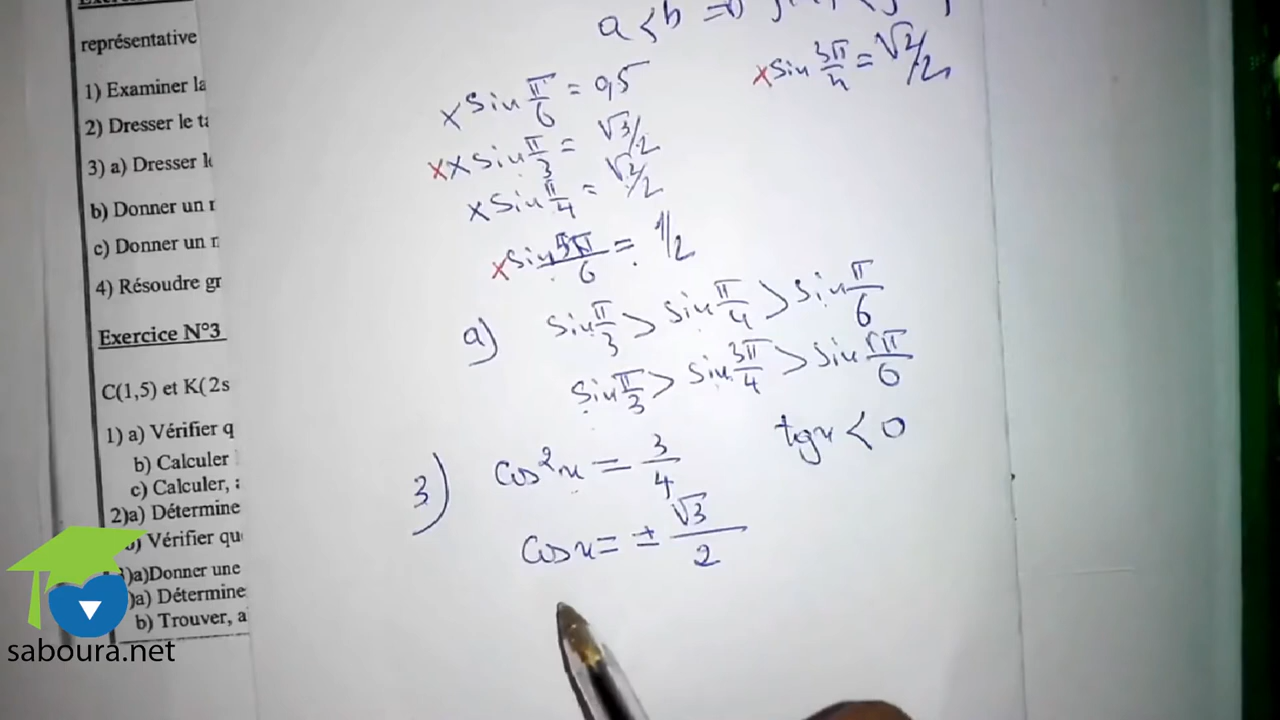 représentative
1) Examiner la
2) Dresser le ta
3) a) Dresser le
b) Donner un r
c) Donner un n
4) Résoudre gr
Exercice N°3
C(1,5) et K(2s
1) a) Vérifier q
b) Calculer
c) Calculer, a
2)a) Détermine
b) Vérifier que
)a)Donner une
)a) Détermine
b) Trouver, a
saboura.net
a < b =>
x sin π/6 = 0,5
x sin 3π/4 = √2/2
x x sin π/3 = √3/2
x sin π/4 = √2/2
x sin 5π/6 = 1/2
a) sin π/3 > sin π/4 > sin π/6
sin π/3 > sin 3π/4 > sin 5π/6
3) cos²x = 3/4 tgx < 0
cos x = ± √3/2